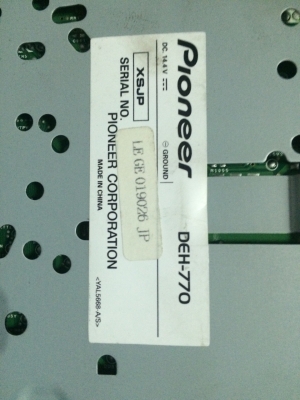 Pioneer DEH-770
DC 14.4 V ⎓ ⊖ GROUND
XSJP
SERIAL NO. LE GE 019026 JP
PIONEER CORPORATION
MADE IN CHINA
<YAL5668-A/S>